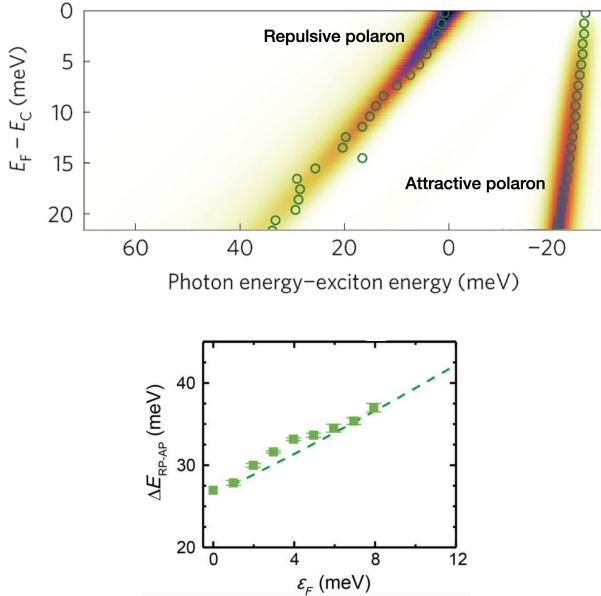 0
Repulsive polaron
5
10
15
Attractive polaron
20
E_F − E_C (meV)
60 40 20 0 −20
Photon energy−exciton energy (meV)
40
30
20
ΔE_RP-AP (meV)
0 4 8 12
ε_F (meV)